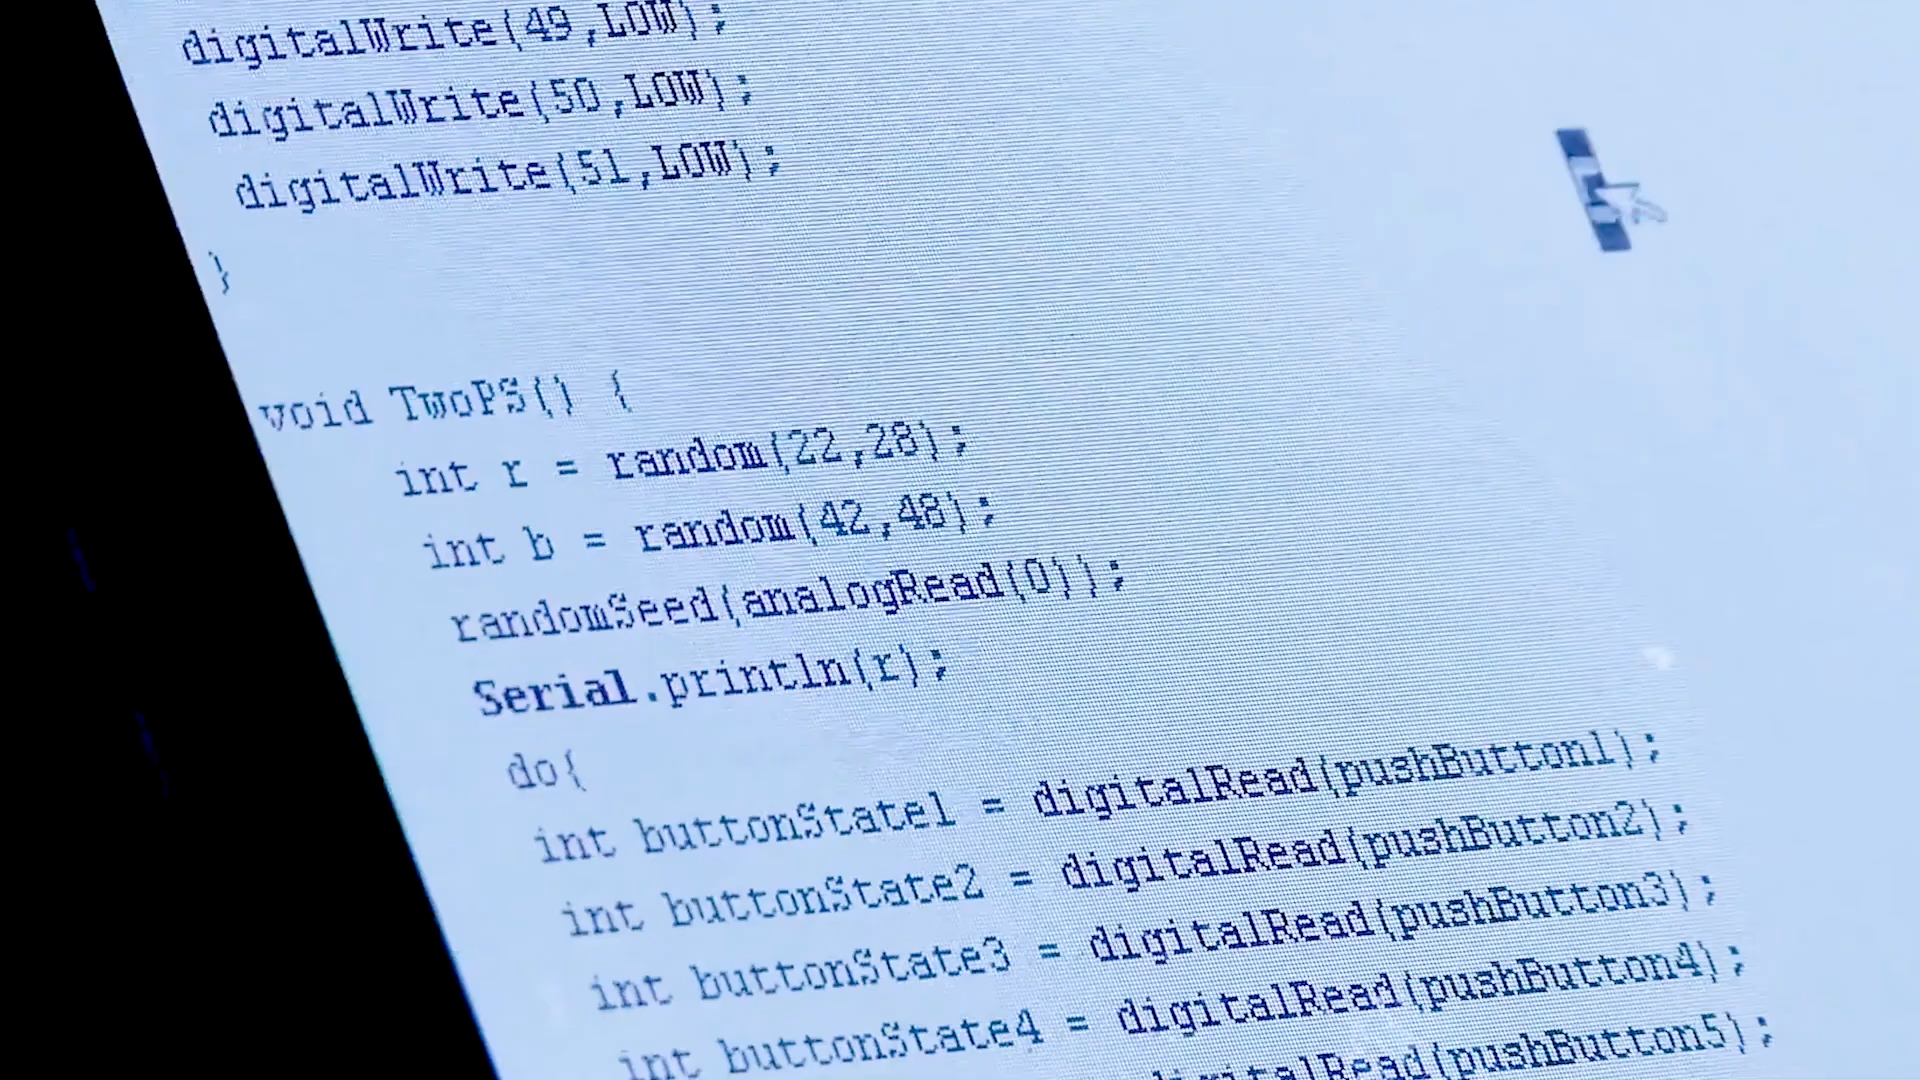 digitalWrite(49,LOW);
digitalWrite(50,LOW);
digitalWrite(51,LOW);
}
void TwoPS() {
int r = random(22,28);
int b = random(42,48);
randomSeed(analogRead(0));
Serial.println(r);
do{
int buttonState1 = digitalRead(pushButton1);
int buttonState2 = digitalRead(pushButton2);
int buttonState3 = digitalRead(pushButton3);
int buttonState4 = digitalRead(pushButton4);
digitalRead(pushButton5);